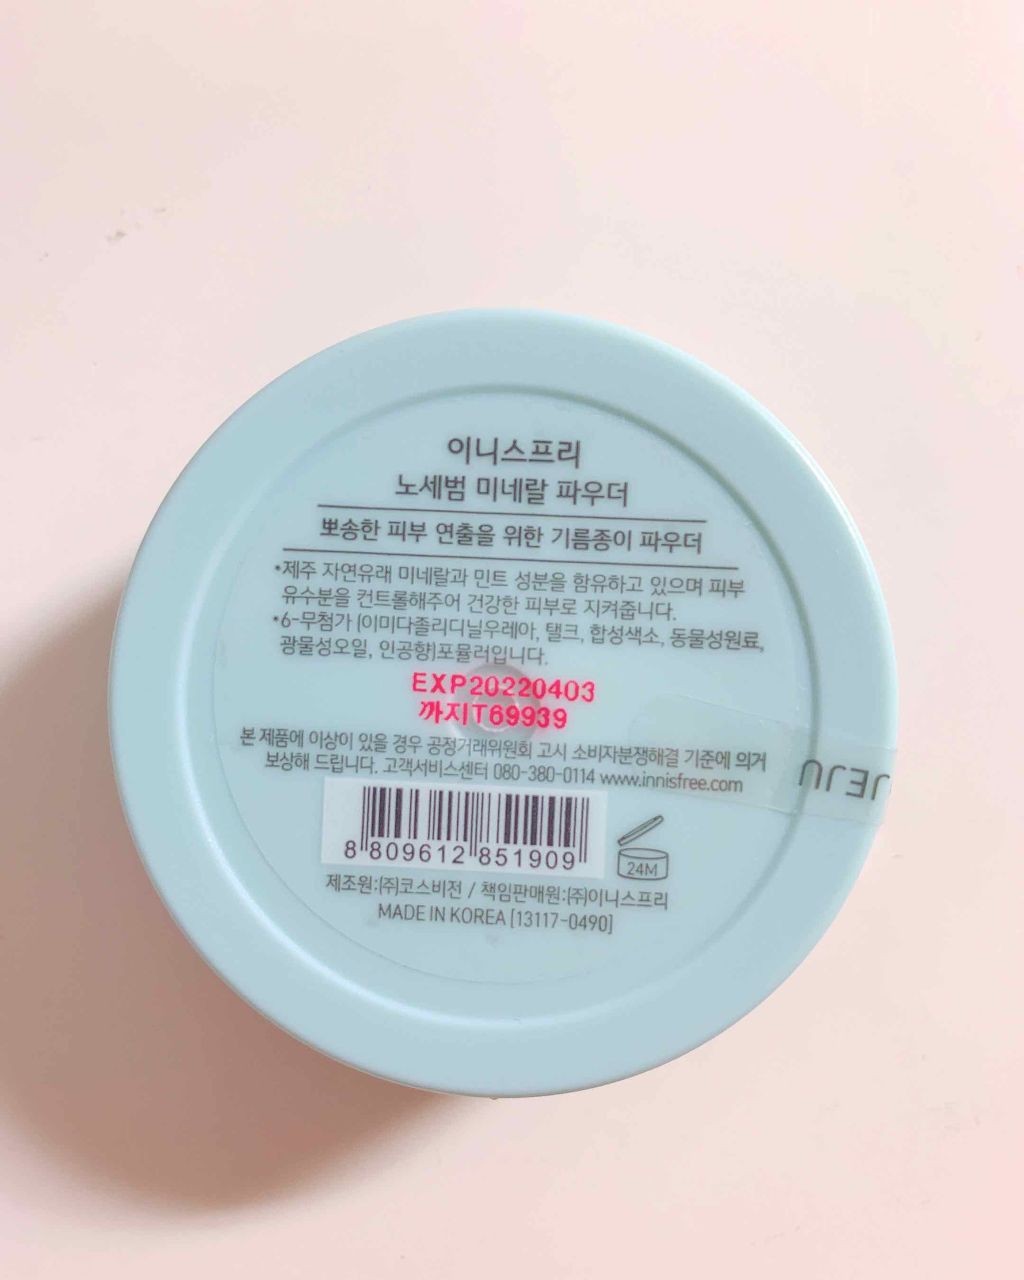 이니스프리
노세범 미네랄 파우더
뽀송한 피부 연출을 위한 기름종이 파우더
•제주 자연유래 미네랄과 민트 성분을 함유하고 있으며 피부
유수분을 컨트롤해주어 건강한 피부로 지켜줍니다.
•6-무첨가 (이미다졸리디닐우레아, 탤크, 합성색소, 동물성원료,
광물성오일, 인공향)포뮬러입니다.
EXP20220403
까지T69939
본 제품에 이상이 있을 경우 공정거래위원회 고시 소비자분쟁해결 기준에 의거
보상해 드립니다. 고객서비스센터 080-380-0114 www.innisfree.com
JEJU
8 809612 851909
24M
제조원:(주)코스비전 / 책임판매원:(주)이니스프리
MADE IN KOREA [13117-0490]